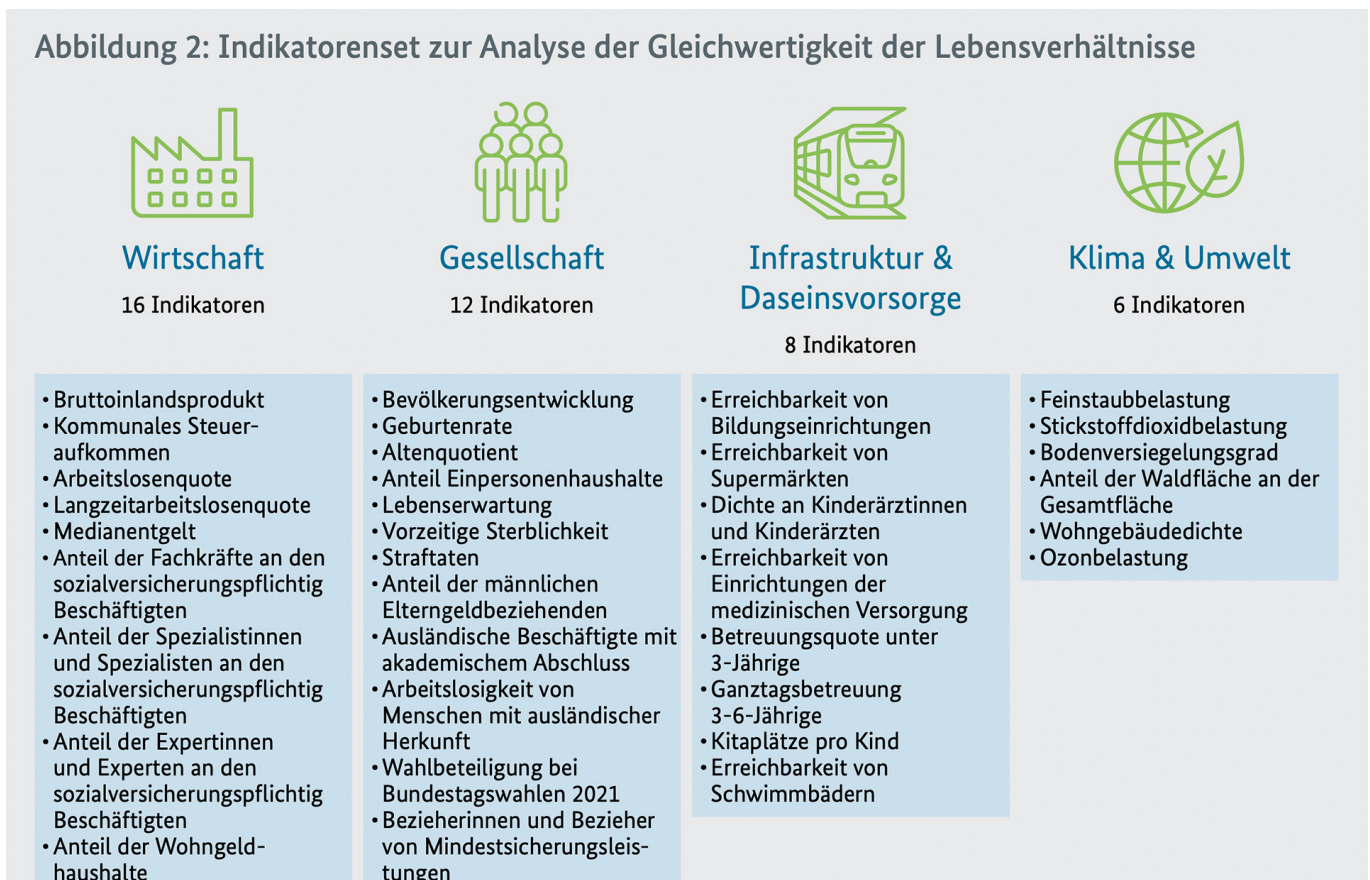 Abbildung 2: Indikatorenset zur Analyse der Gleichwertigkeit der Lebensverhältnisse
Wirtschaft
16 Indikatoren
• Bruttoinlandsprodukt
• Kommunales Steuer-
aufkommen
• Arbeitslosenquote
• Langzeitarbeitslosenquote
• Medianentgelt
• Anteil der Fachkräfte an den
sozialversicherungspflichtig
Beschäftigten
• Anteil der Spezialistinnen
und Spezialisten an den
sozialversicherungspflichtig
Beschäftigten
• Anteil der Expertinnen
und Experten an den
sozialversicherungspflichtig
Beschäftigten
• Anteil der Wohngeld-
haushalte
Gesellschaft
12 Indikatoren
• Bevölkerungsentwicklung
• Geburtenrate
• Altenquotient
• Anteil Einpersonenhaushalte
• Lebenserwartung
• Vorzeitige Sterblichkeit
• Straftaten
• Anteil der männlichen
Elterngeldbeziehenden
• Ausländische Beschäftigte mit
akademischem Abschluss
• Arbeitslosigkeit von
Menschen mit ausländischer
Herkunft
• Wahlbeteiligung bei
Bundestagswahlen 2021
• Bezieherinnen und Bezieher
von Mindestsicherungsleis-
tungen
Infrastruktur &
Daseinsvorsorge
8 Indikatoren
• Erreichbarkeit von
Bildungseinrichtungen
• Erreichbarkeit von
Supermärkten
• Dichte an Kinderärztinnen
und Kinderärzten
• Erreichbarkeit von
Einrichtungen der
medizinischen Versorgung
• Betreuungsquote unter
3-Jährige
• Ganztagsbetreuung
3-6-Jährige
• Kitaplätze pro Kind
• Erreichbarkeit von
Schwimmbädern
Klima & Umwelt
6 Indikatoren
• Feinstaubbelastung
• Stickstoffdioxidbelastung
• Bodenversiegelungsgrad
• Anteil der Waldfläche an der
Gesamtfläche
• Wohngebäudedichte
• Ozonbelastung